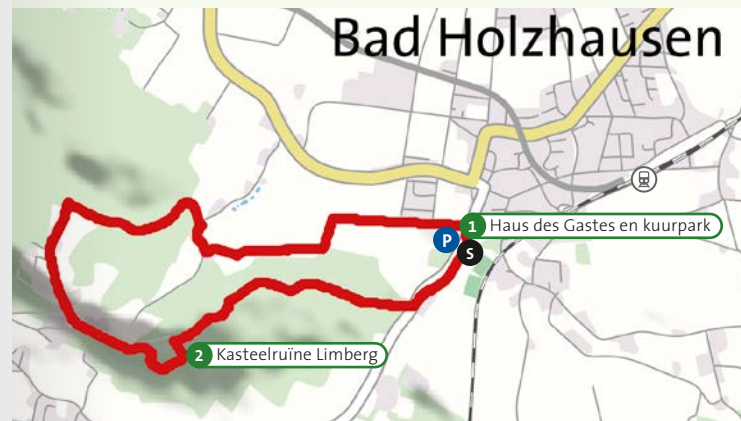 Bad Holzhausen
1 Haus des Gastes en kuurpark
P
S
2 Kasteelruïne Limberg